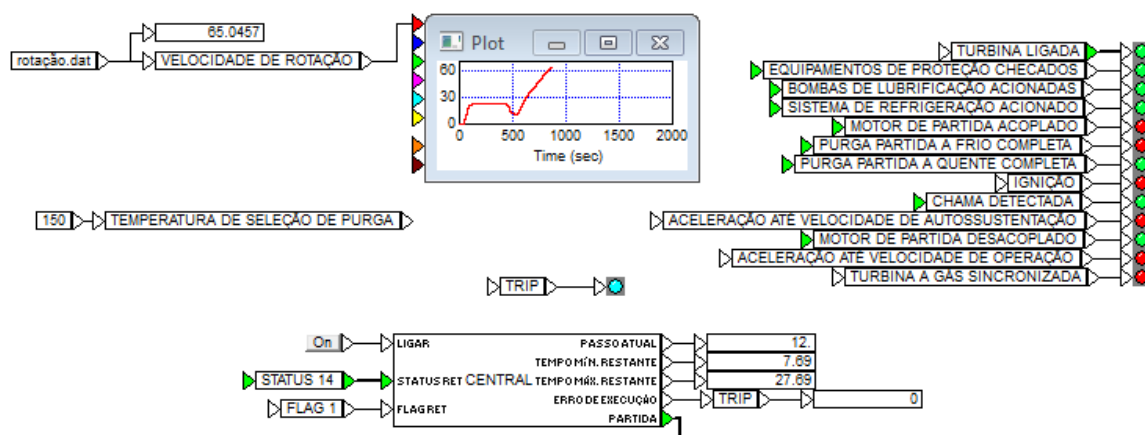 65.0457
rotação.dat
VELOCIDADE DE ROTAÇÃO
Plot
60
30
0
0 500 1000 1500 2000
Time (sec)
TURBINA LIGADA
EQUIPAMENTOS DE PROTEÇÃO CHECADOS
BOMBAS DE LUBRIFICAÇÃO ACIONADAS
SISTEMA DE REFRIGERAÇÃO ACIONADO
MOTOR DE PARTIDA ACOPLADO
PURGA PARTIDA A FRIO COMPLETA
PURGA PARTIDA A QUENTE COMPLETA
IGNIÇÃO
CHAMA DETECTADA
ACELERAÇÃO ATÉ VELOCIDADE DE AUTOSSUSTENTAÇÃO
MOTOR DE PARTIDA DESACOPLADO
ACELERAÇÃO ATÉ VELOCIDADE DE OPERAÇÃO
TURBINA A GÁS SINCRONIZADA
150
TEMPERATURA DE SELEÇÃO DE PURGA
TRIP
On
LIGAR
PASSO ATUAL
12.
TEMPO MÍN. RESTANTE
7.69
STATUS 14
STATUS RET
CENTRAL
TEMPO MÁX. RESTANTE
27.69
ERRO DE EXECUÇÃO
TRIP
0
FLAG 1
FLAG RET
PARTIDA